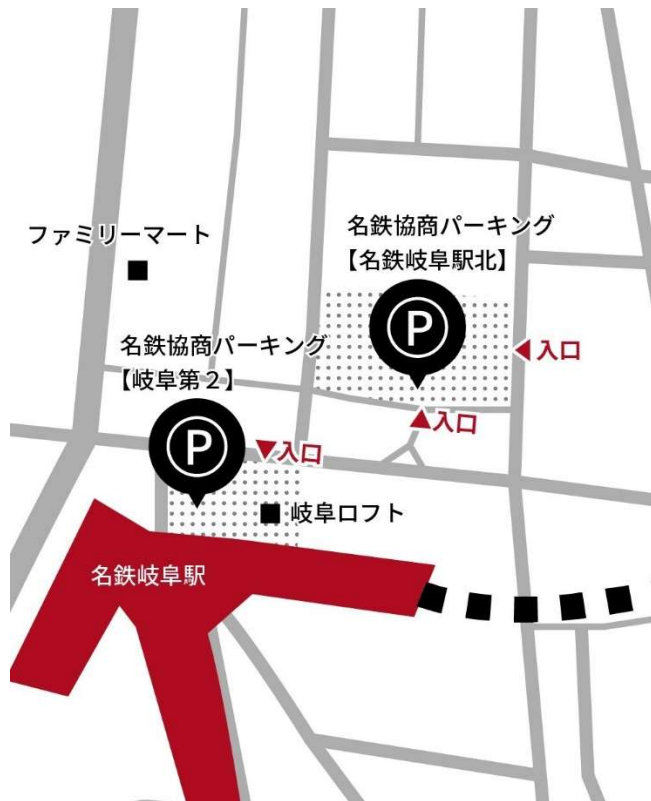 名鉄協商パーキング
【名鉄岐阜駅北】
ファミリーマート
P
入口
名鉄協商パーキング
【岐阜第２】
入口
P
入口
岐阜ロフト
名鉄岐阜駅